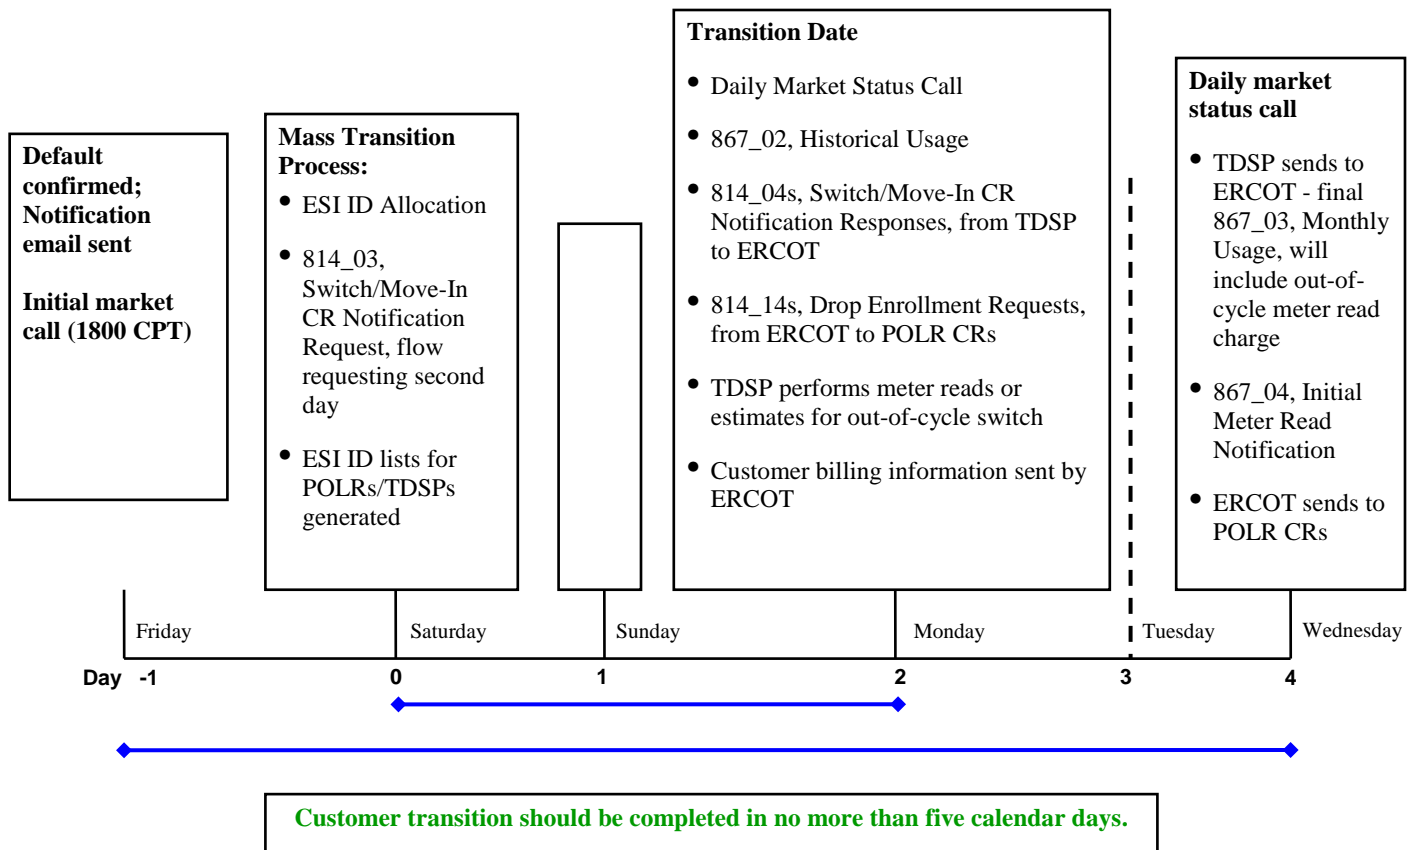 Default
confirmed;
Notification
email sent
Initial market
call (1800 CPT)
Mass Transition
Process:
• ESI ID Allocation
• 814_03,
Switch/Move-In
CR Notification
Request, flow
requesting second
day
• ESI ID lists for
POLRs/TDSPs
generated
Transition Date
• Daily Market Status Call
• 867_02, Historical Usage
• 814_04s, Switch/Move-In CR
Notification Responses, from TDSP
to ERCOT
• 814_14s, Drop Enrollment Requests,
from ERCOT to POLR CRs
• TDSP performs meter reads or
estimates for out-of-cycle switch
• Customer billing information sent by
ERCOT
Daily market
status call
• TDSP sends to
ERCOT - final
867_03, Monthly
Usage, will
include out-of-
cycle meter read
charge
• 867_04, Initial
Meter Read
Notification
• ERCOT sends to
POLR CRs
Friday
Saturday
Sunday
Monday
Tuesday
Wednesday
Day -1 0 1 2 3 4
Customer transition should be completed in no more than five calendar days.